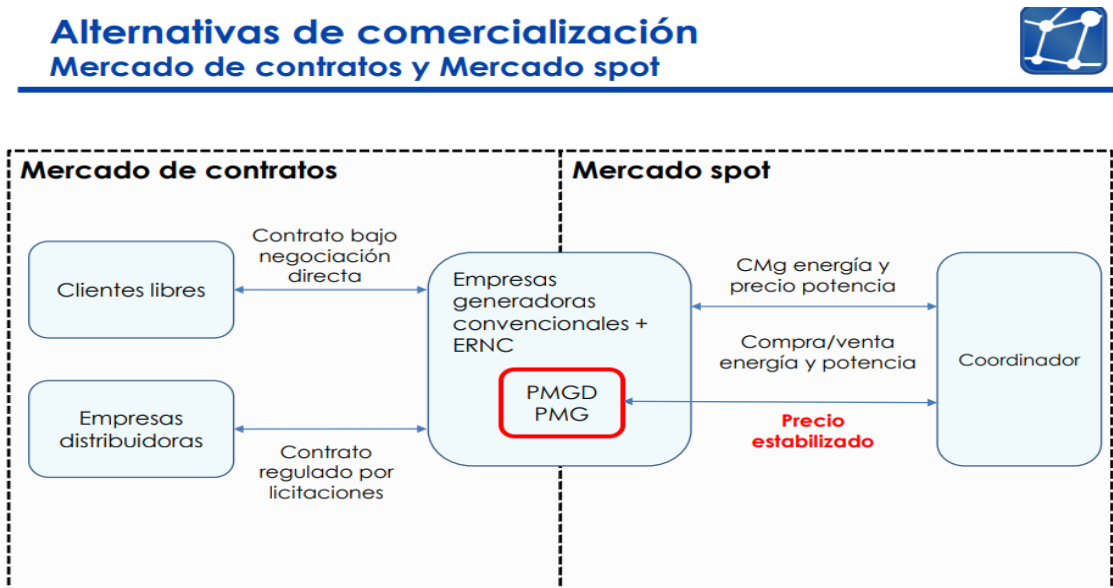 Alternativas de comercialización
Mercado de contratos y Mercado spot
Mercado de contratos
Mercado spot
Clientes libres
Contrato bajo
negociación
directa
Empresas
generadoras
convencionales +
ERNC
PMGD
PMG
CMg energía y
precio potencia
Compra/venta
energía y potencia
Precio
estabilizado
Coordinador
Empresas
distribuidoras
Contrato
regulado por
licitaciones